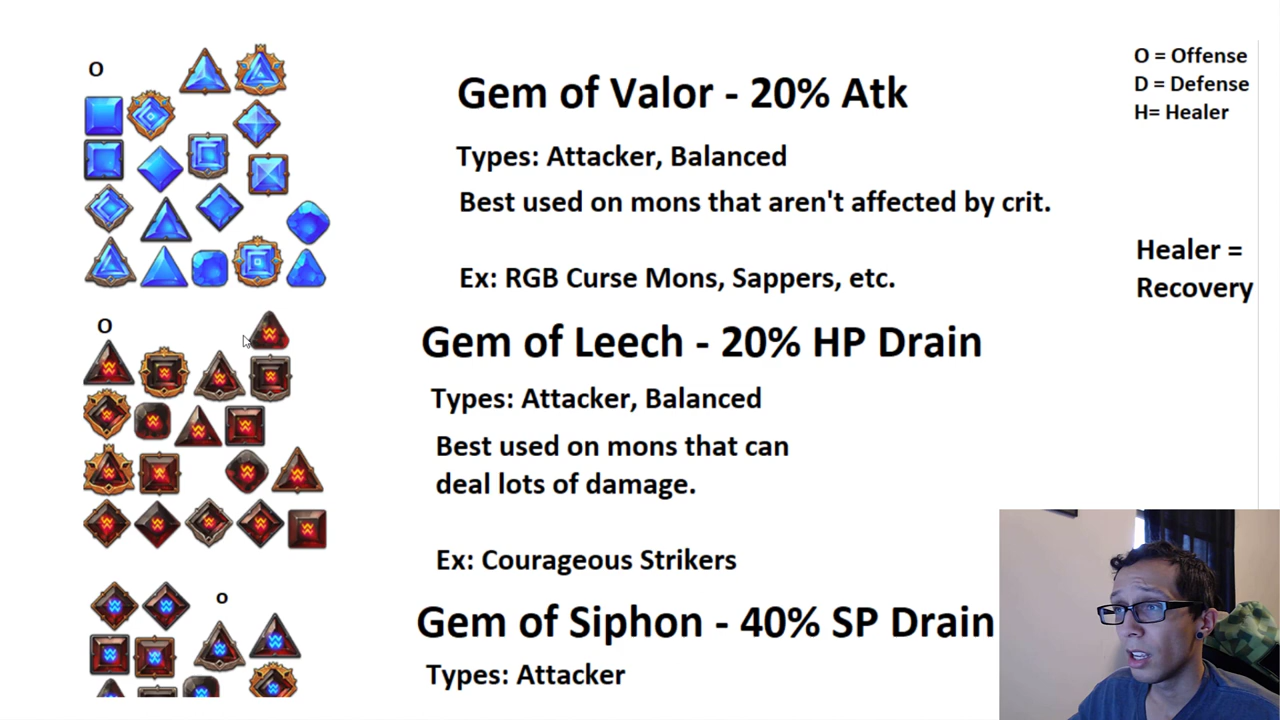 O
Gem of Valor - 20% Atk
Types: Attacker, Balanced
Best used on mons that aren't affected by crit.
Ex: RGB Curse Mons, Sappers, etc.
O = Offense
D = Defense
H= Healer
Healer =
Recovery
O
Gem of Leech - 20% HP Drain
Types: Attacker, Balanced
Best used on mons that can
deal lots of damage.
Ex: Courageous Strikers
o
Gem of Siphon - 40% SP Drain
Types: Attacker